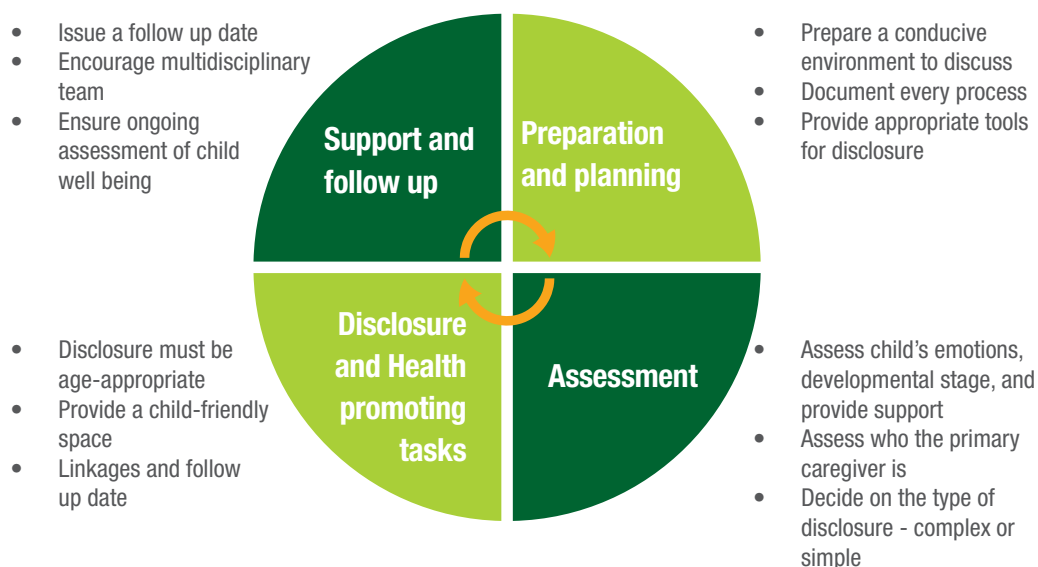 • Issue a follow up date
• Encourage multidisciplinary
team
• Ensure ongoing
assessment of child
well being
Support and
follow up
Preparation
and planning
• Prepare a conducive
environment to discuss
• Document every process
• Provide appropriate tools
for disclosure
• Disclosure must be
age-appropriate
• Provide a child-friendly
space
• Linkages and follow
up date
Disclosure
and Health
promoting
tasks
Assessment
• Assess child's emotions,
developmental stage, and
provide support
• Assess who the primary
caregiver is
• Decide on the type of
disclosure - complex or
simple